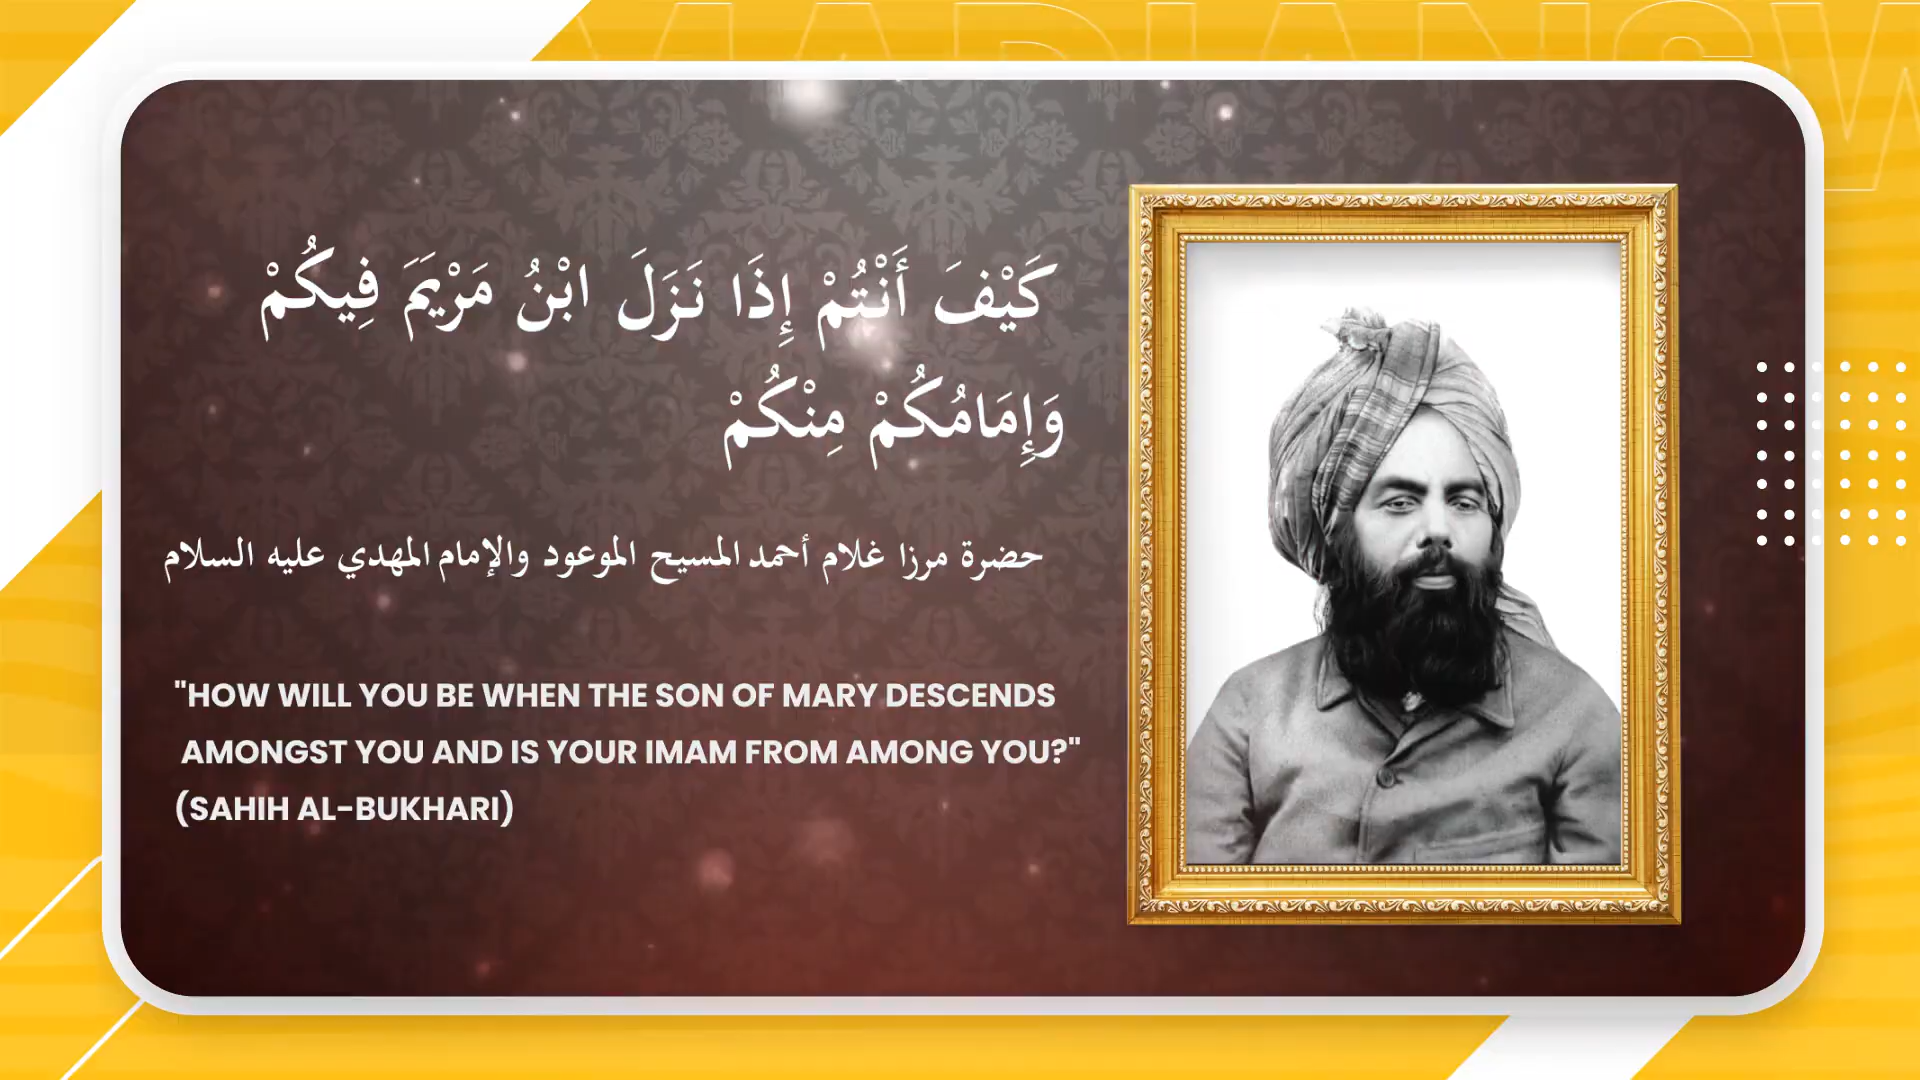 كَيْفَ أَنْتُمْ إِذَا نَزَلَ ابْنُ مَرْيَمَ فِيكُمْ
وَإِمَامُكُمْ مِنْكُمْ
حضرة مرزا غلام أحمد المسيح الموعود والإمام المهدي عليه السلام
"HOW WILL YOU BE WHEN THE SON OF MARY DESCENDS
AMONGST YOU AND IS YOUR IMAM FROM AMONG YOU?"
(SAHIH AL-BUKHARI)